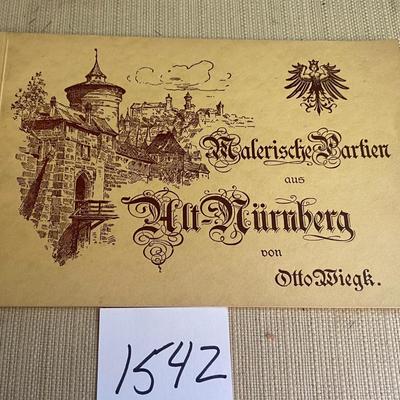 Malerische Partien
aus
Alt-Nürnberg
von
Otto Wiegk.
1542